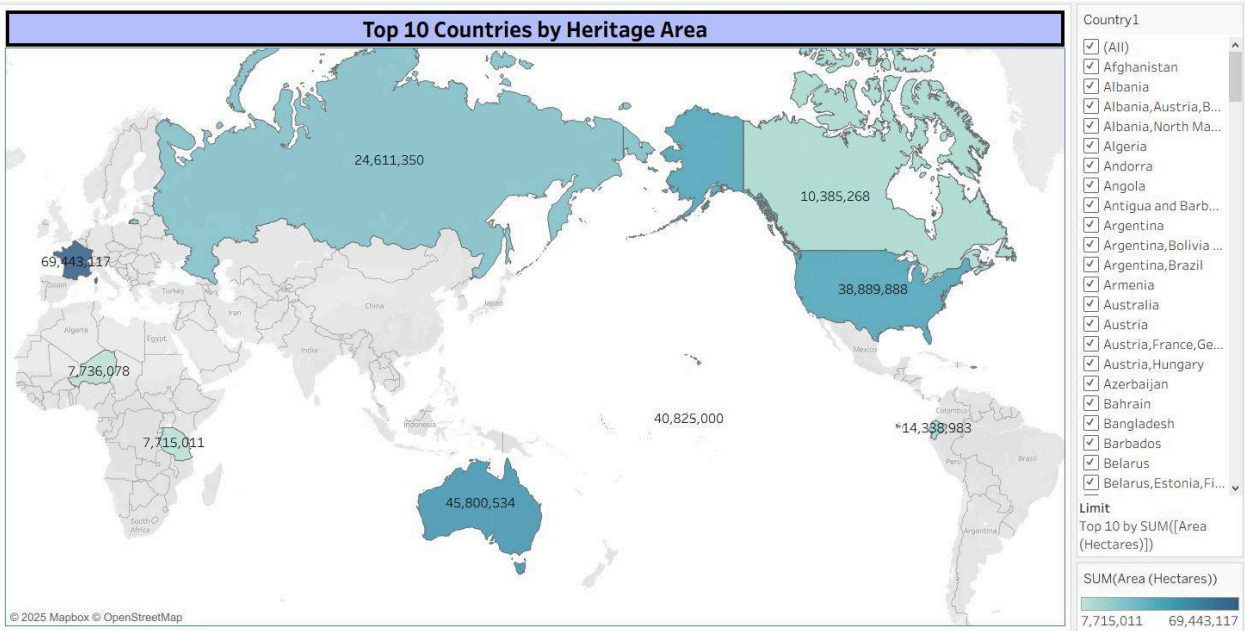 Top 10 Countries by Heritage Area
24,611,350
10,385,268
69,443,117
38,889,888
Spain
Turkey
Iran
China
Japan
Algeria
Egypt
India
Mexico
7,736,078
7,715,011
Indonesia
40,825,000
Colombia
14,338,983
Peru
Brazil
45,800,534
South
Africa
Argentina
© 2025 Mapbox © OpenStreetMap
Country1
(All)
Afghanistan
Albania
Albania,Austria,B...
Albania,North Ma...
Algeria
Andorra
Angola
Antigua and Barb...
Argentina
Argentina,Bolivia ...
Argentina,Brazil
Armenia
Australia
Austria
Austria,France,Ge...
Austria,Hungary
Azerbaijan
Bahrain
Bangladesh
Barbados
Belarus
Belarus,Estonia,Fi...
Limit
Top 10 by SUM([Area
(Hectares)])
SUM(Area (Hectares))
7,715,011 69,443,117